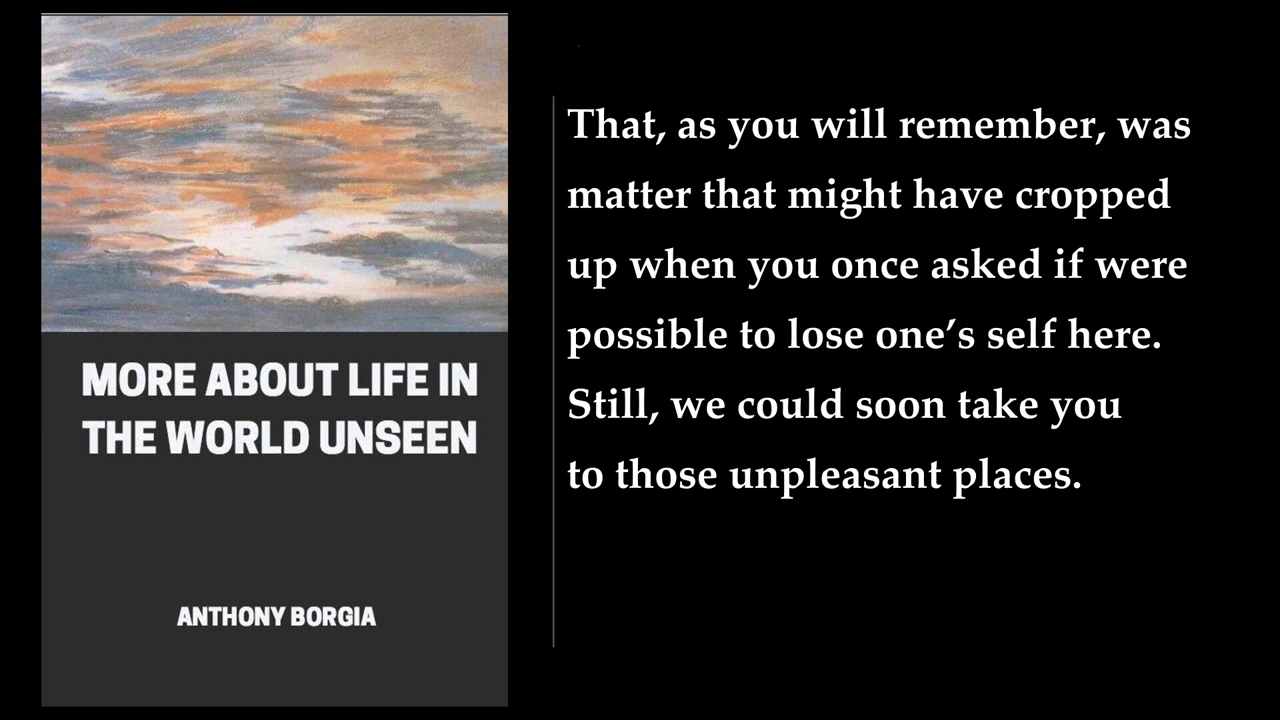 MORE ABOUT LIFE IN
THE WORLD UNSEEN
ANTHONY BORGIA
That, as you will remember, was
matter that might have cropped
up when you once asked if were
possible to lose one’s self here.
Still, we could soon take you
to those unpleasant places.